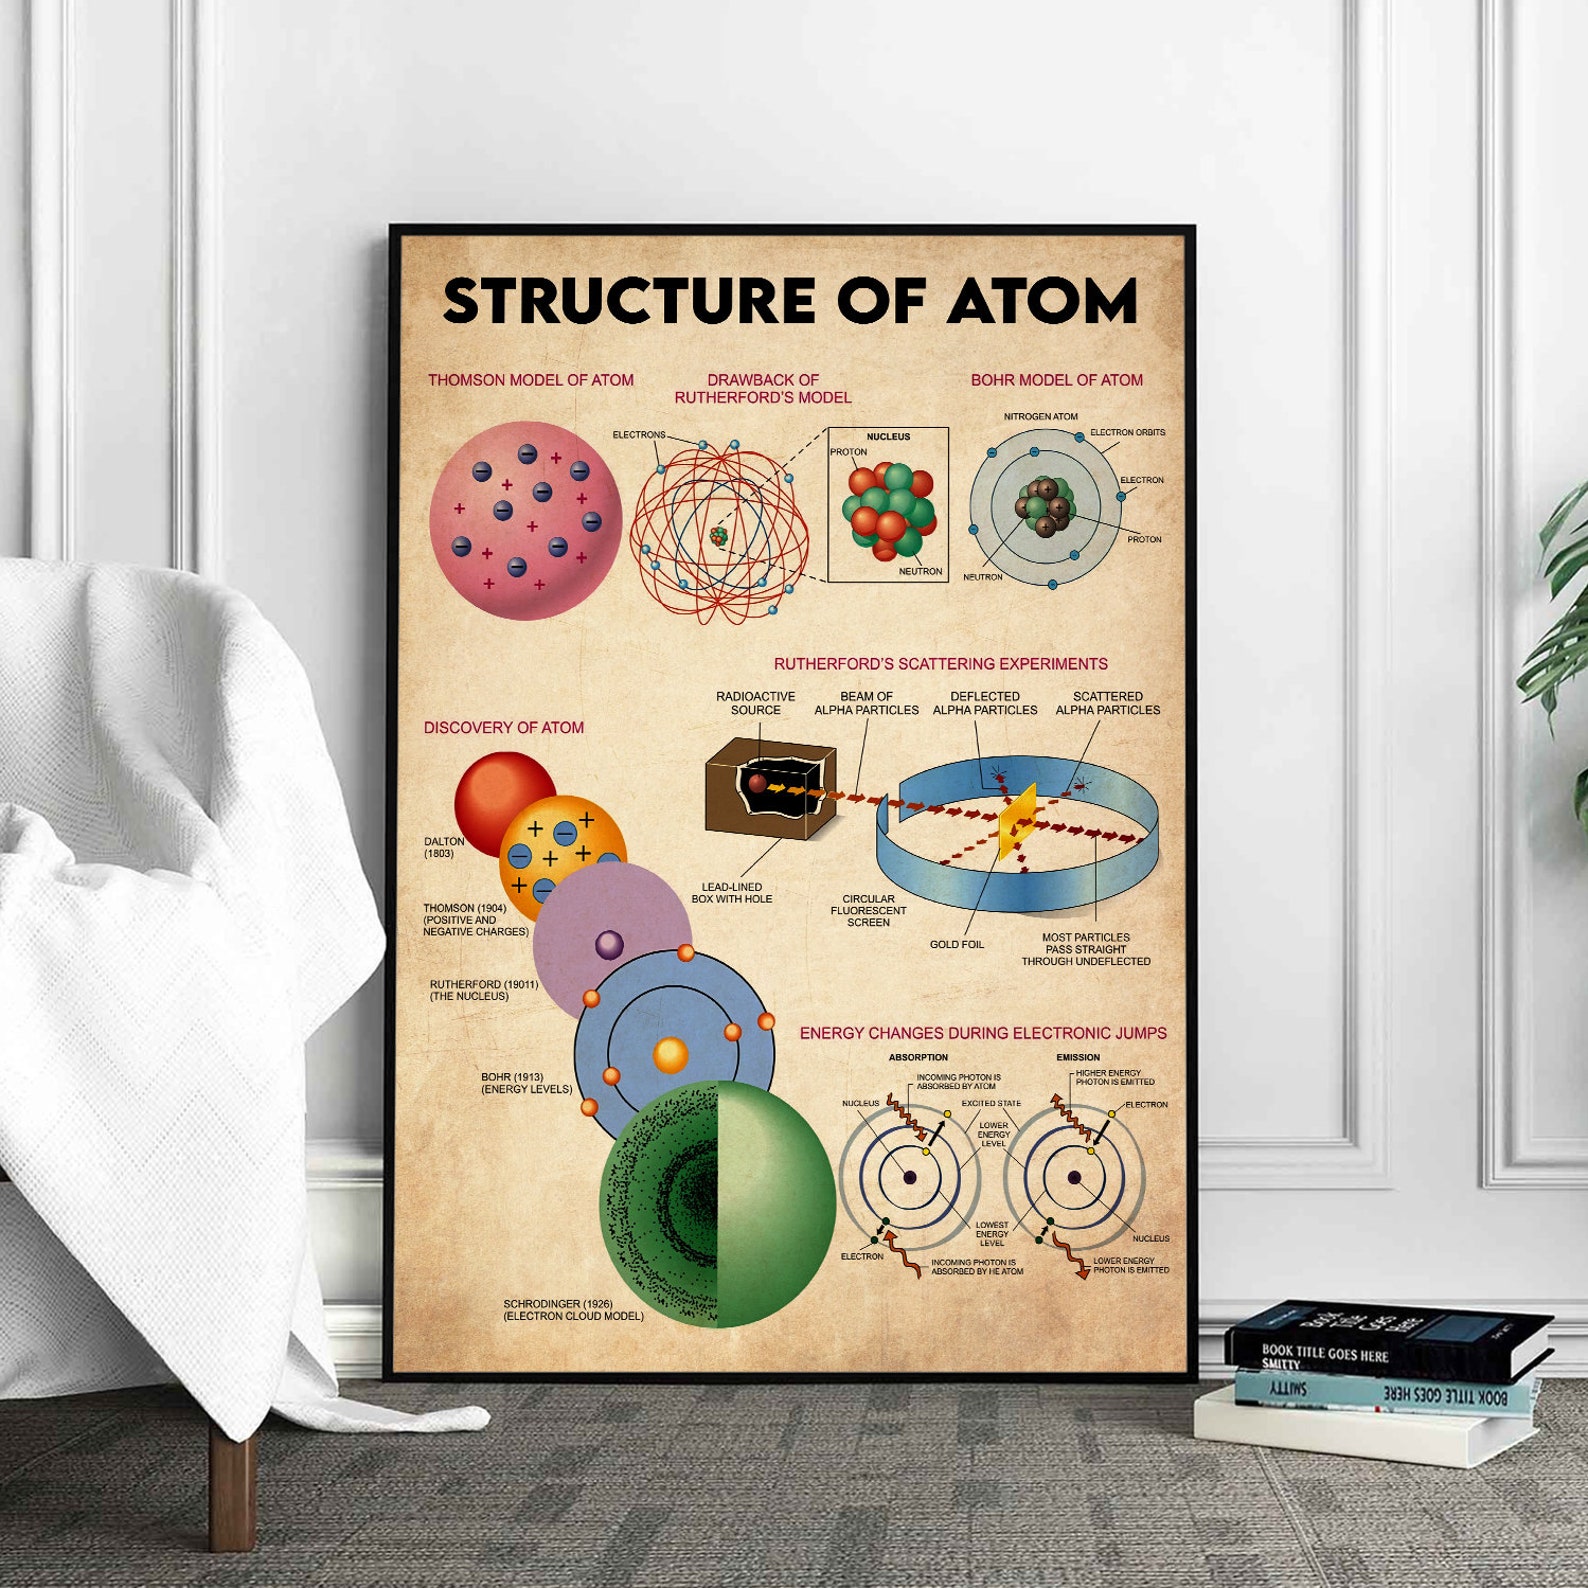 STRUCTURE OF ATOM
THOMSON MODEL OF ATOM
DRAWBACK OF
RUTHERFORD'S MODEL
ELECTRONS
NUCLEUS
PROTON
NEUTRON
BOHR MODEL OF ATOM
NITROGEN ATOM
ELECTRON ORBITS
ELECTRON
PROTON
NEUTRON
RUTHERFORD'S SCATTERING EXPERIMENTS
RADIOACTIVE
SOURCE
BEAM OF
ALPHA PARTICLES
DEFLECTED
ALPHA PARTICLES
SCATTERED
ALPHA PARTICLES
LEAD-LINED
BOX WITH HOLE
CIRCULAR
FLUORESCENT
SCREEN
GOLD FOIL
MOST PARTICLES
PASS STRAIGHT
THROUGH UNDEFLECTED
DISCOVERY OF ATOM
DALTON
(1803)
THOMSON (1904)
(POSITIVE AND
NEGATIVE CHARGES)
RUTHERFORD (19011)
(THE NUCLEUS)
BOHR (1913)
(ENERGY LEVELS)
SCHRODINGER (1926)
(ELECTRON CLOUD MODEL)
ENERGY CHANGES DURING ELECTRONIC JUMPS
ABSORPTION
INCOMING PHOTON IS
ABSORBED BY ATOM
NUCLEUS
EXCITED STATE
LOWER
ENERGY
LEVEL
LOWEST
ENERGY
LEVEL
ELECTRON
INCOMING PHOTON IS
ABSORBED BY HE ATOM
EMISSION
HIGHER ENERGY
PHOTON IS EMITTED
ELECTRON
NUCLEUS
LOWER ENERGY
PHOTON IS EMITTED
Book
Title
Goes
Here
BOOK TITLE GOES HERE
SMITTY
BOOK TITLE GOES HERE
SMITTY